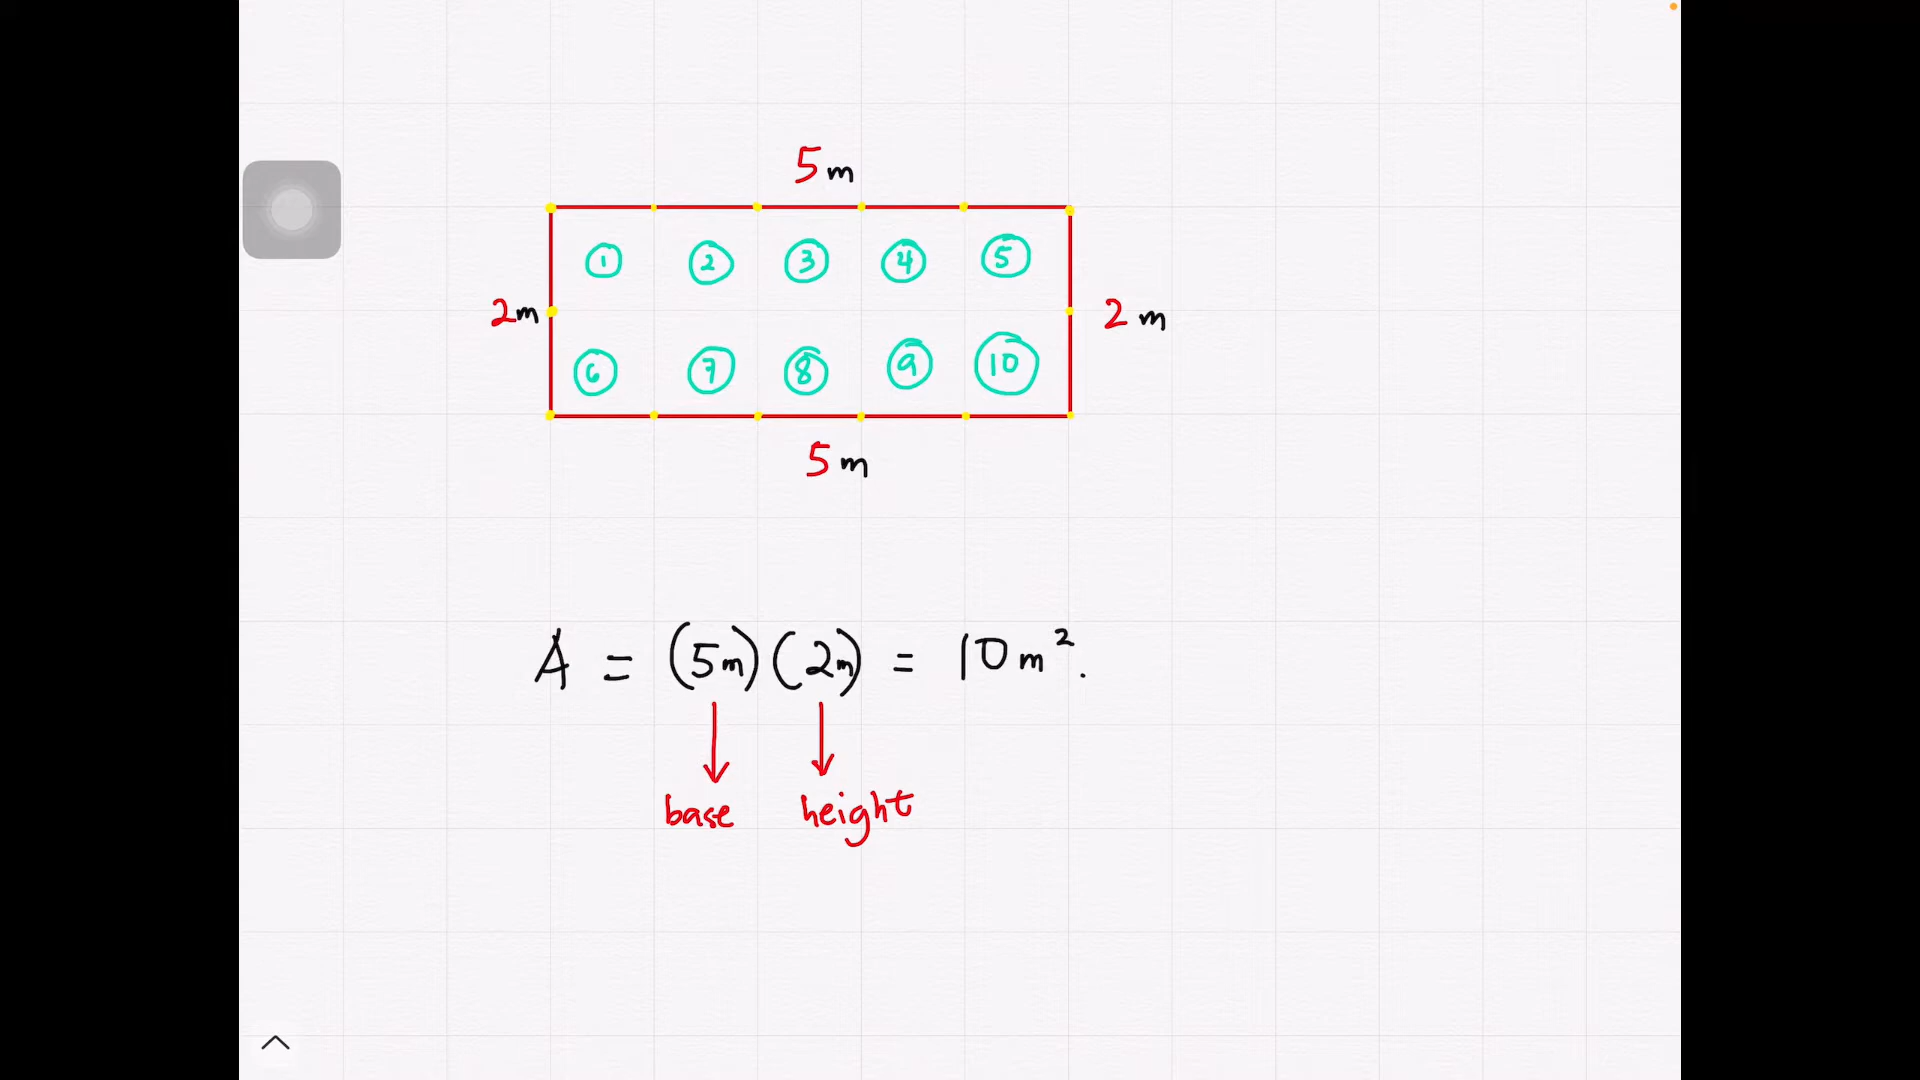 5 m
① ② ③ ④ ⑤
2m 2 m
⑥ ⑦ ⑧ ⑨ ⑩
5 m
A = (5m)(2m) = 10 m².
base height